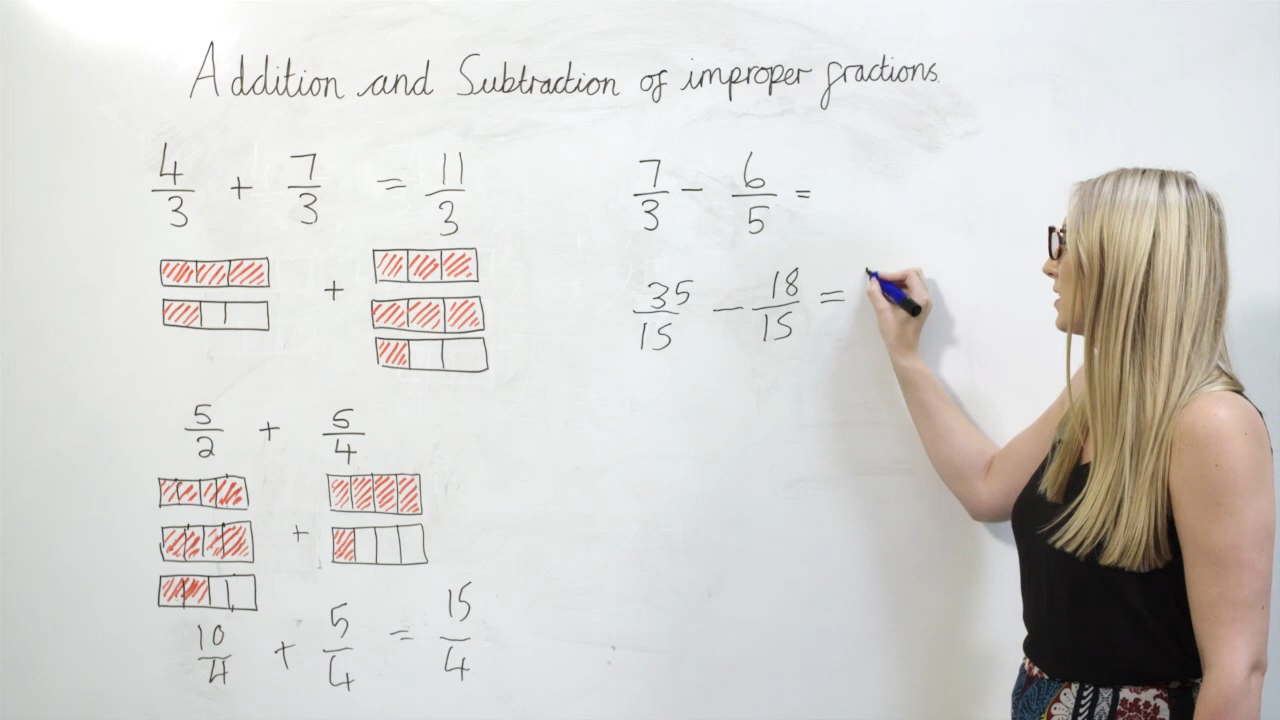 Addition and Subtraction of improper fractions.
4/3 + 7/3 = 11/3
+
5/2 + 5/4
+
10/4 + 5/4 = 15/4
7/3 - 6/5 =
35/15 - 18/15 =